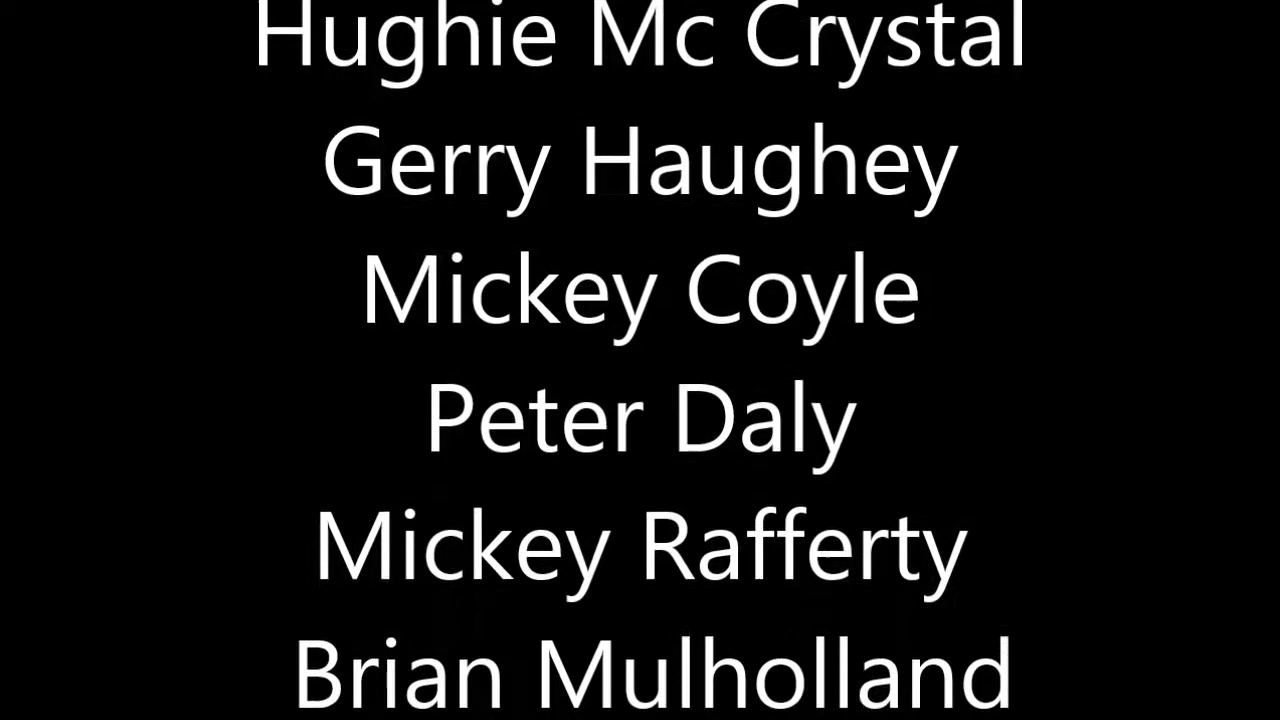 Hughie Mc Crystal
Gerry Haughey
Mickey Coyle
Peter Daly
Mickey Rafferty
Brian Mulholland